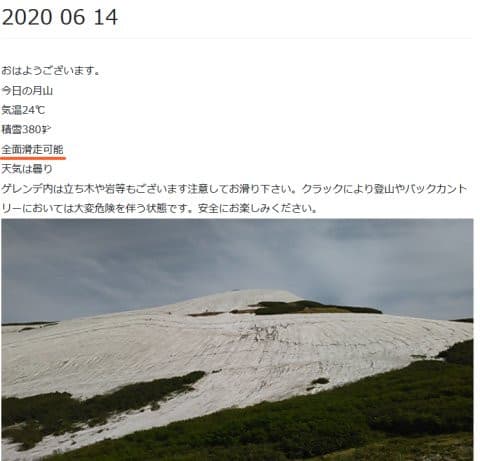 2020 06 14
おはようございます。
今日の月山
気温24℃
積雪380㌢
全面滑走可能
天気は曇り
ゲレンデ内は立ち木や岩等もございます注意してお滑り下さい。クラックにより登山やバックカント
リーにおいては大変危険を伴う状態です。安全にお楽しみください。